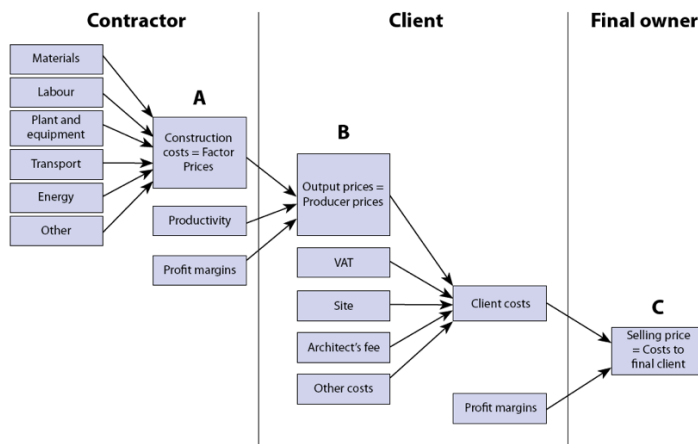 Contractor
Client
Final owner
Materials
Labour
Plant and
equipment
Transport
Energy
Other
A
Construction
costs = Factor
Prices
Productivity
Profit margins
B
Output prices =
Producer prices
VAT
Site
Architect's fee
Other costs
Client costs
C
Selling price
= Costs to
final client
Profit margins